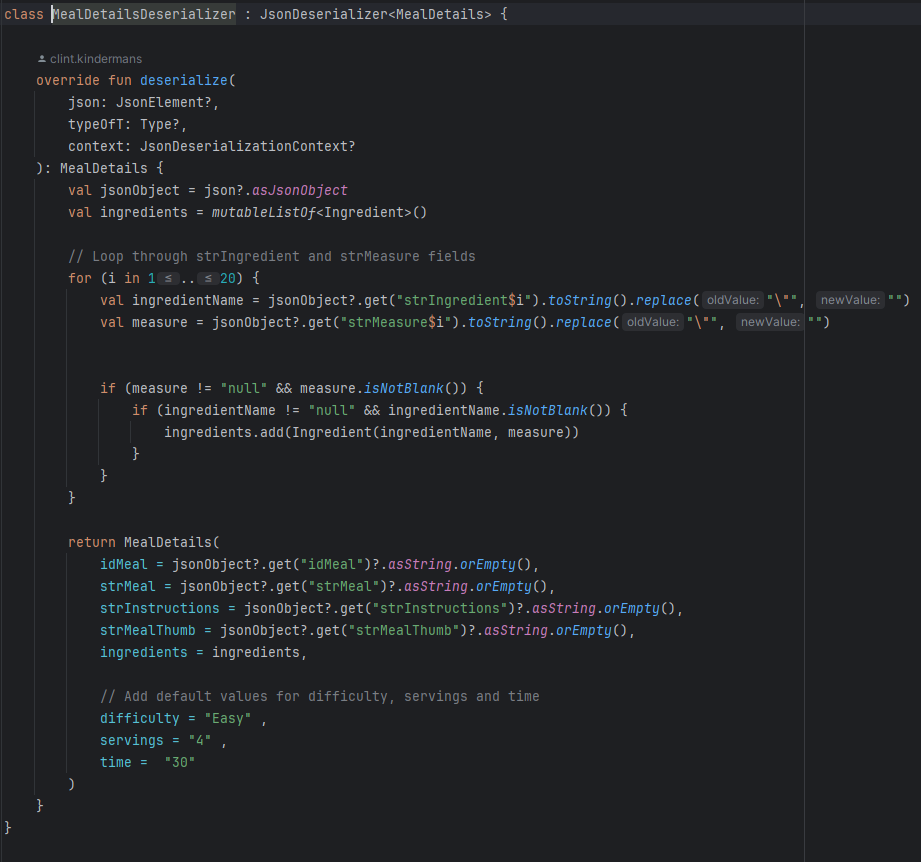 class MealDetailsDeserializer : JsonDeserializer<MealDetails> {
clint.kindermans
override fun deserialize(
json: JsonElement?,
typeOfT: Type?,
context: JsonDeserializationContext?
): MealDetails {
val jsonObject = json?.asJsonObject
val ingredients = mutableListOf<Ingredient>()
// Loop through strIngredient and strMeasure fields
for (i in 1 ≤ .. ≤ 20) {
val ingredientName = jsonObject?.get("strIngredient$i").toString().replace( oldValue: "\"", newValue: "")
val measure = jsonObject?.get("strMeasure$i").toString().replace( oldValue: "\"", newValue: "")
if (measure != "null" && measure.isNotBlank()) {
if (ingredientName != "null" && ingredientName.isNotBlank()) {
ingredients.add(Ingredient(ingredientName, measure))
}
}
}
return MealDetails(
idMeal = jsonObject?.get("idMeal")?.asString.orEmpty(),
strMeal = jsonObject?.get("strMeal")?.asString.orEmpty(),
strInstructions = jsonObject?.get("strInstructions")?.asString.orEmpty(),
strMealThumb = jsonObject?.get("strMealThumb")?.asString.orEmpty(),
ingredients = ingredients,
// Add default values for difficulty, servings and time
difficulty = "Easy" ,
servings = "4" ,
time =  "30"
)
}
}